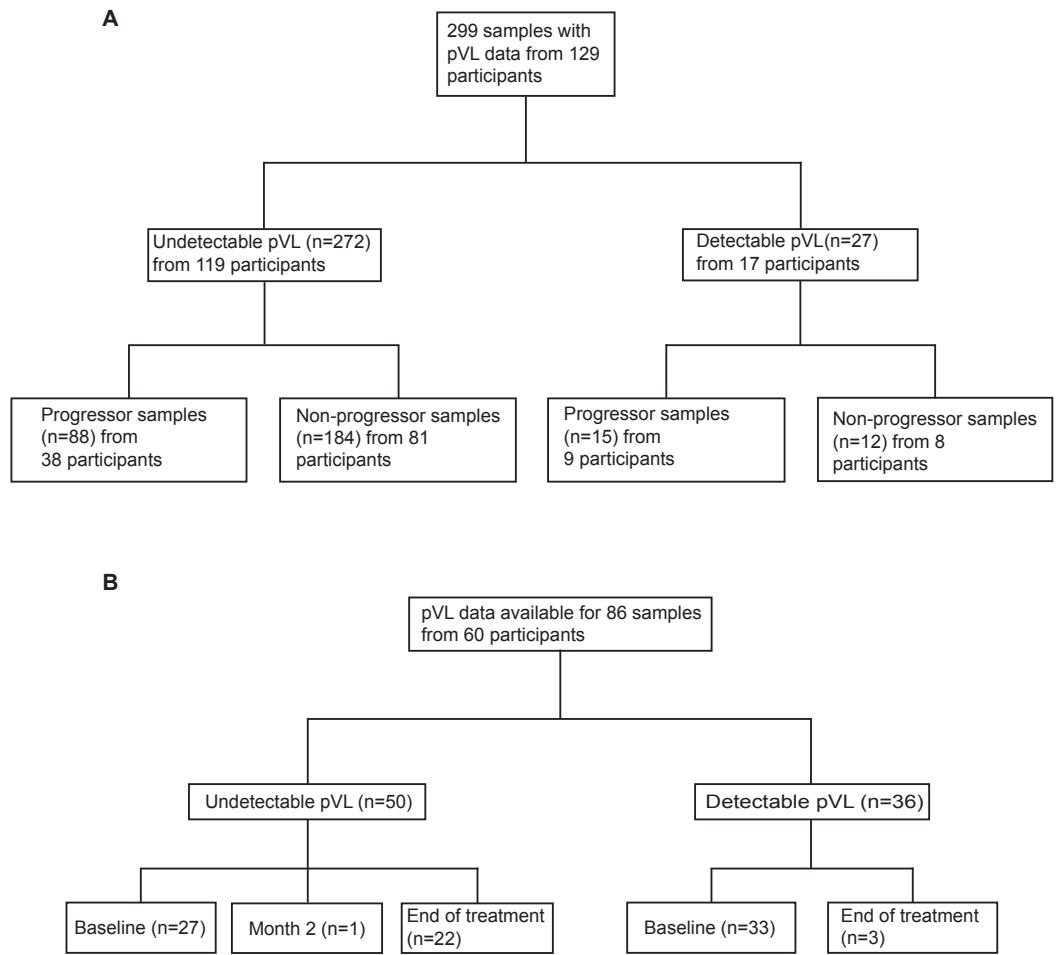 A
299 samples with
pVL data from 129
participants
Undetectable pVL (n=272)
from 119 participants
Detectable pVL(n=27)
from 17 participants
Progressor samples
(n=88) from
38 participants
Non-progressor samples
(n=184) from 81
participants
Progressor samples
(n=15) from
9 participants
Non-progressor samples
(n=12) from 8
participants
B
pVL data available for 86 samples
from 60 participants
Undetectable pVL (n=50)
Detectable pVL (n=36)
Baseline (n=27)
Month 2 (n=1)
End of treatment
(n=22)
Baseline (n=33)
End of treatment
(n=3)